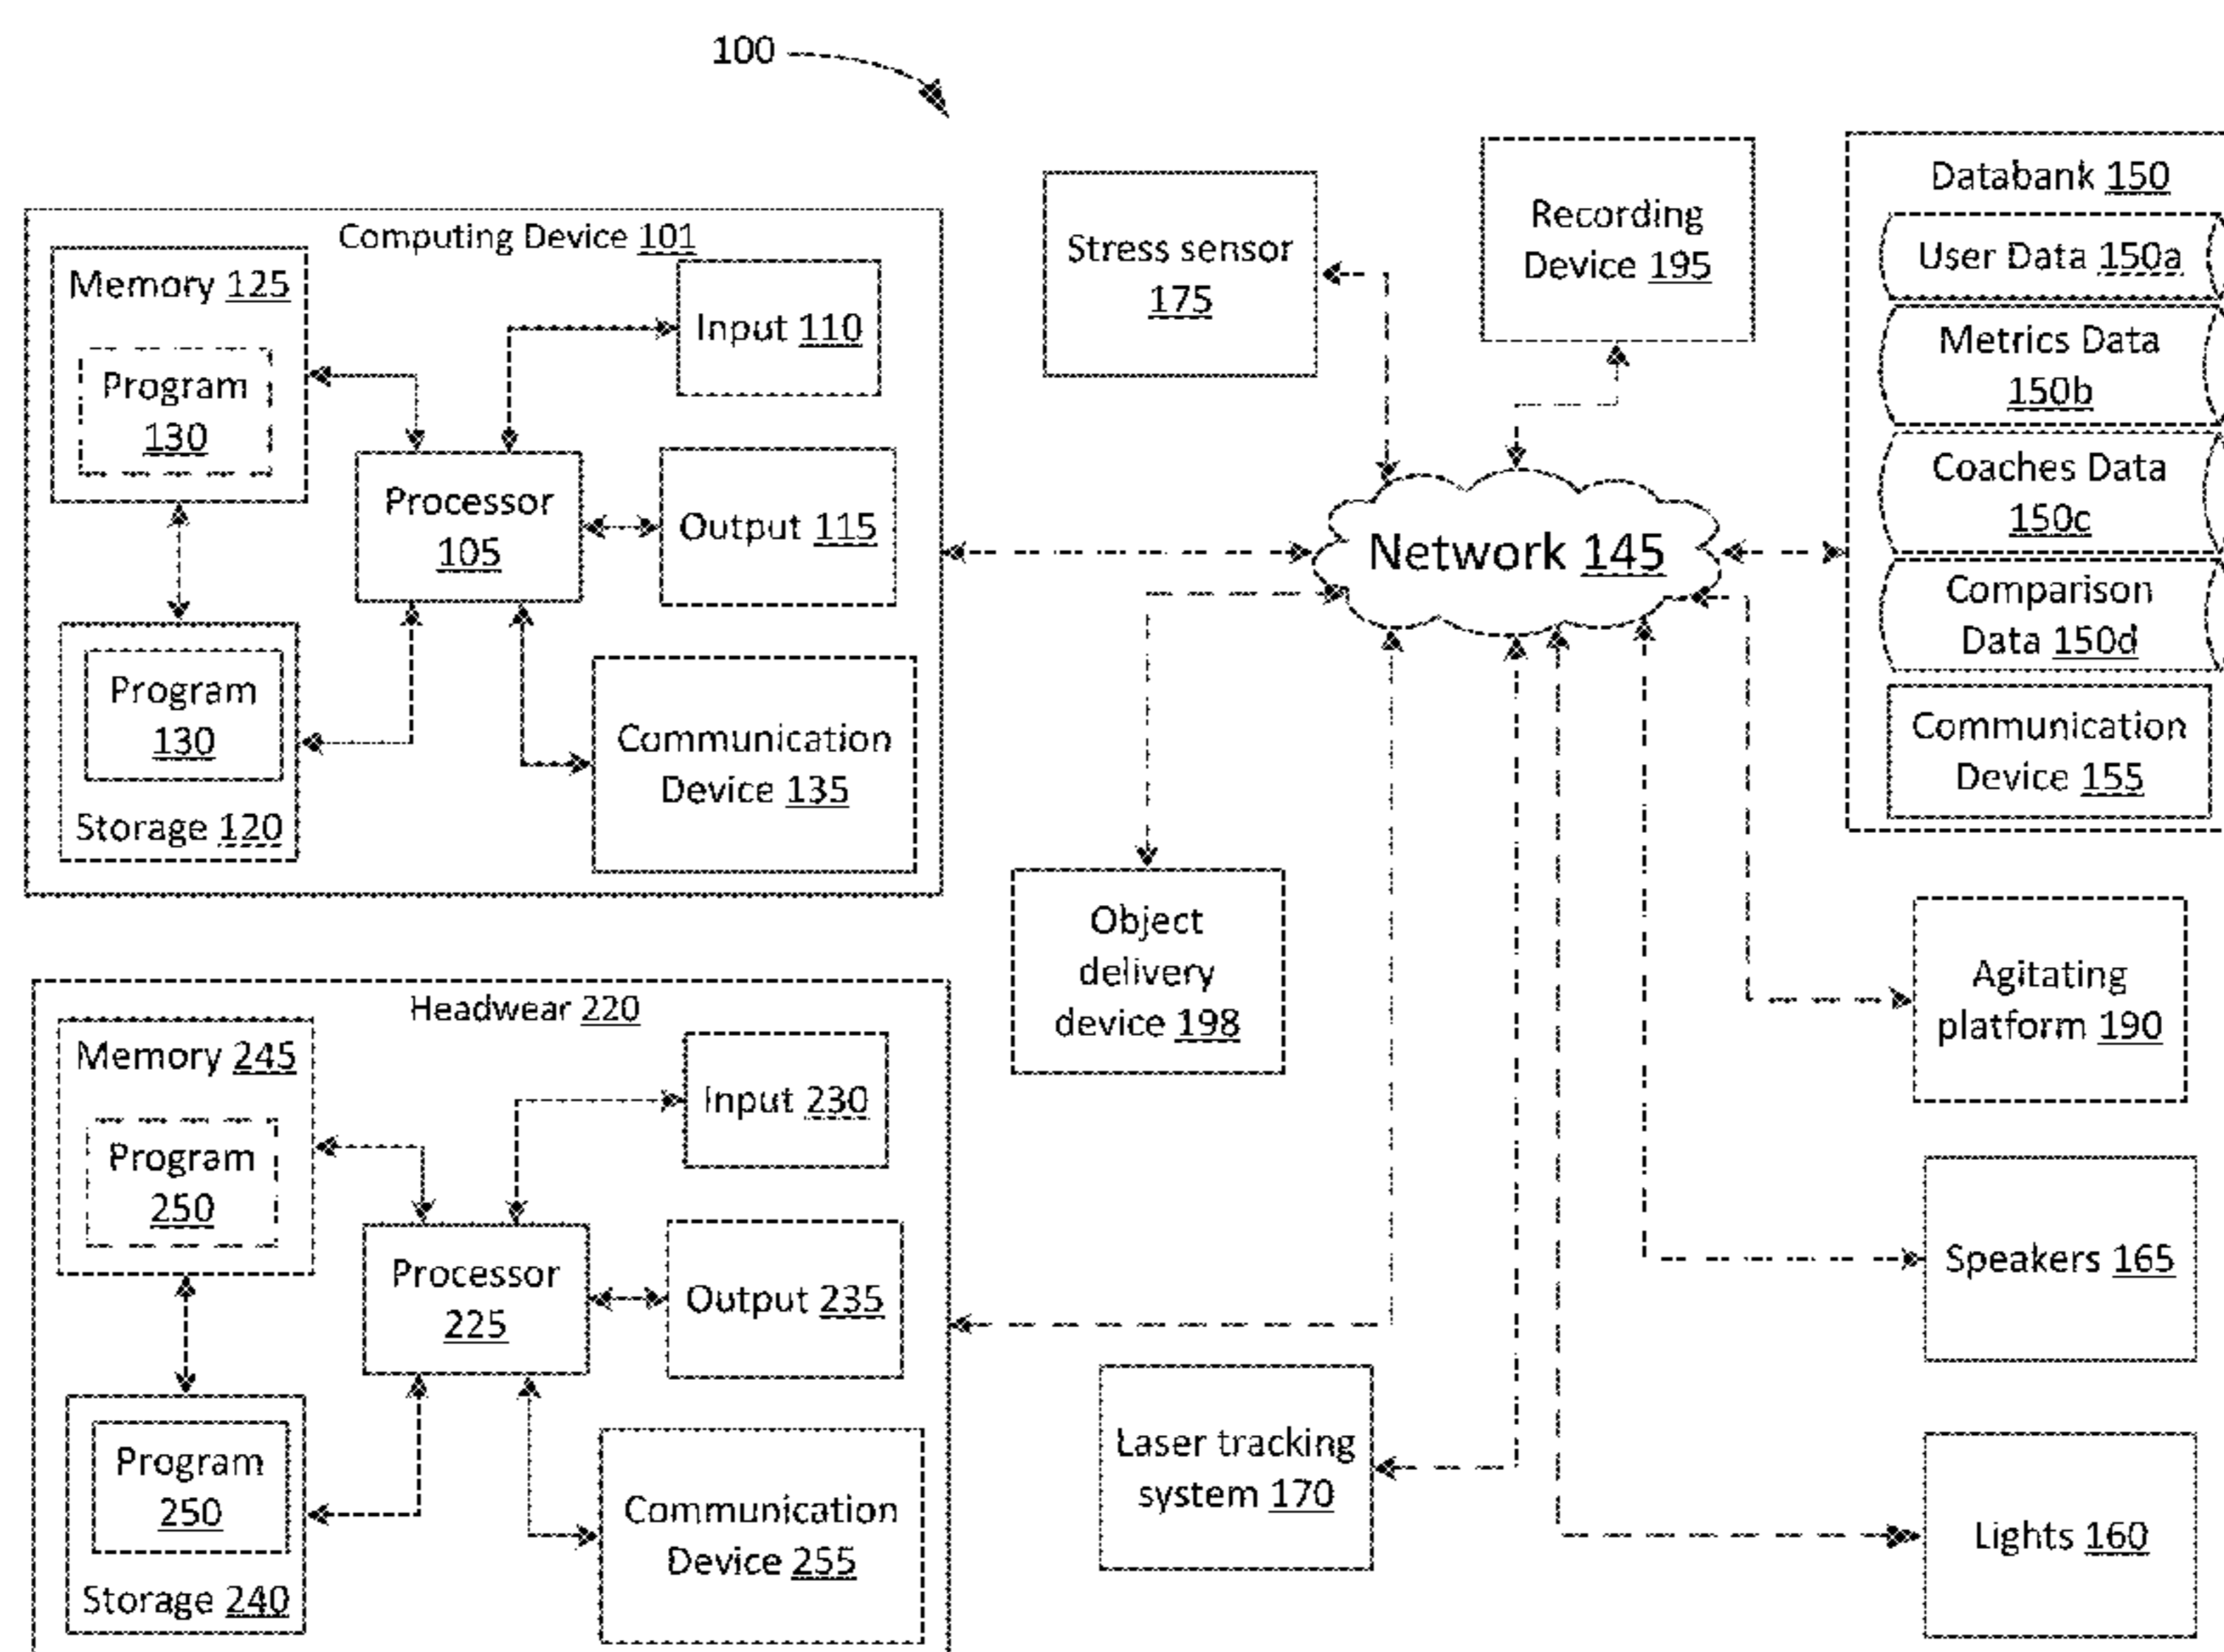 100
Computing Device 101
Memory 125
Program
130
Input 110
Processor
105
Output 115
Program
130
Storage 120
Communication
Device 135
Stress sensor
175
Recording
Device 195
Databank 150
User Data 150a
Metrics Data
150b
Coaches Data
150c
Comparison
Data 150d
Communication
Device 155
Network 145
Object
delivery
device 198
Agitating
platform 190
Headwear 220
Memory 245
Program
250
Input 230
Processor
225
Output 235
Program
250
Storage 240
Communication
Device 255
Laser tracking
system 170
Speakers 165
Lights 160